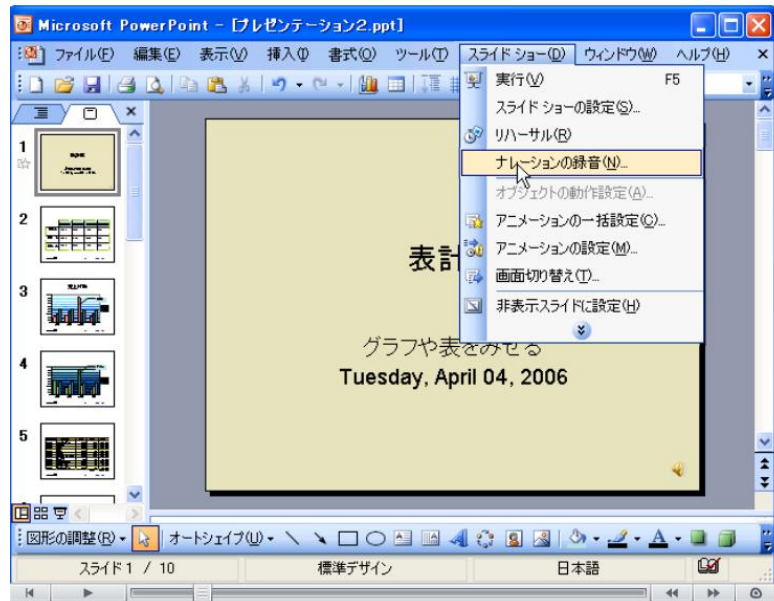 Microsoft PowerPoint - [プレゼンテーション2.ppt]
ファイル(F) 編集(E) 表示(V) 挿入(I) 書式(O) ツール(T) スライド ショー(D) ウィンドウ(W) ヘルプ(H)
実行(V) F5
スライド ショーの設定(S)...
リハーサル(R)
ナレーションの録音(N)...
オブジェクトの動作設定(A)...
アニメーションの一括設定(C)...
アニメーションの設定(M)...
画面切り替え(T)...
非表示スライドに設定(H)
1
2
3
4
5
表計
グラフや表をみせる
Tuesday, April 04, 2006
図形の調整(R) オートシェイプ(U)
スライド 1 / 10 標準デザイン 日本語